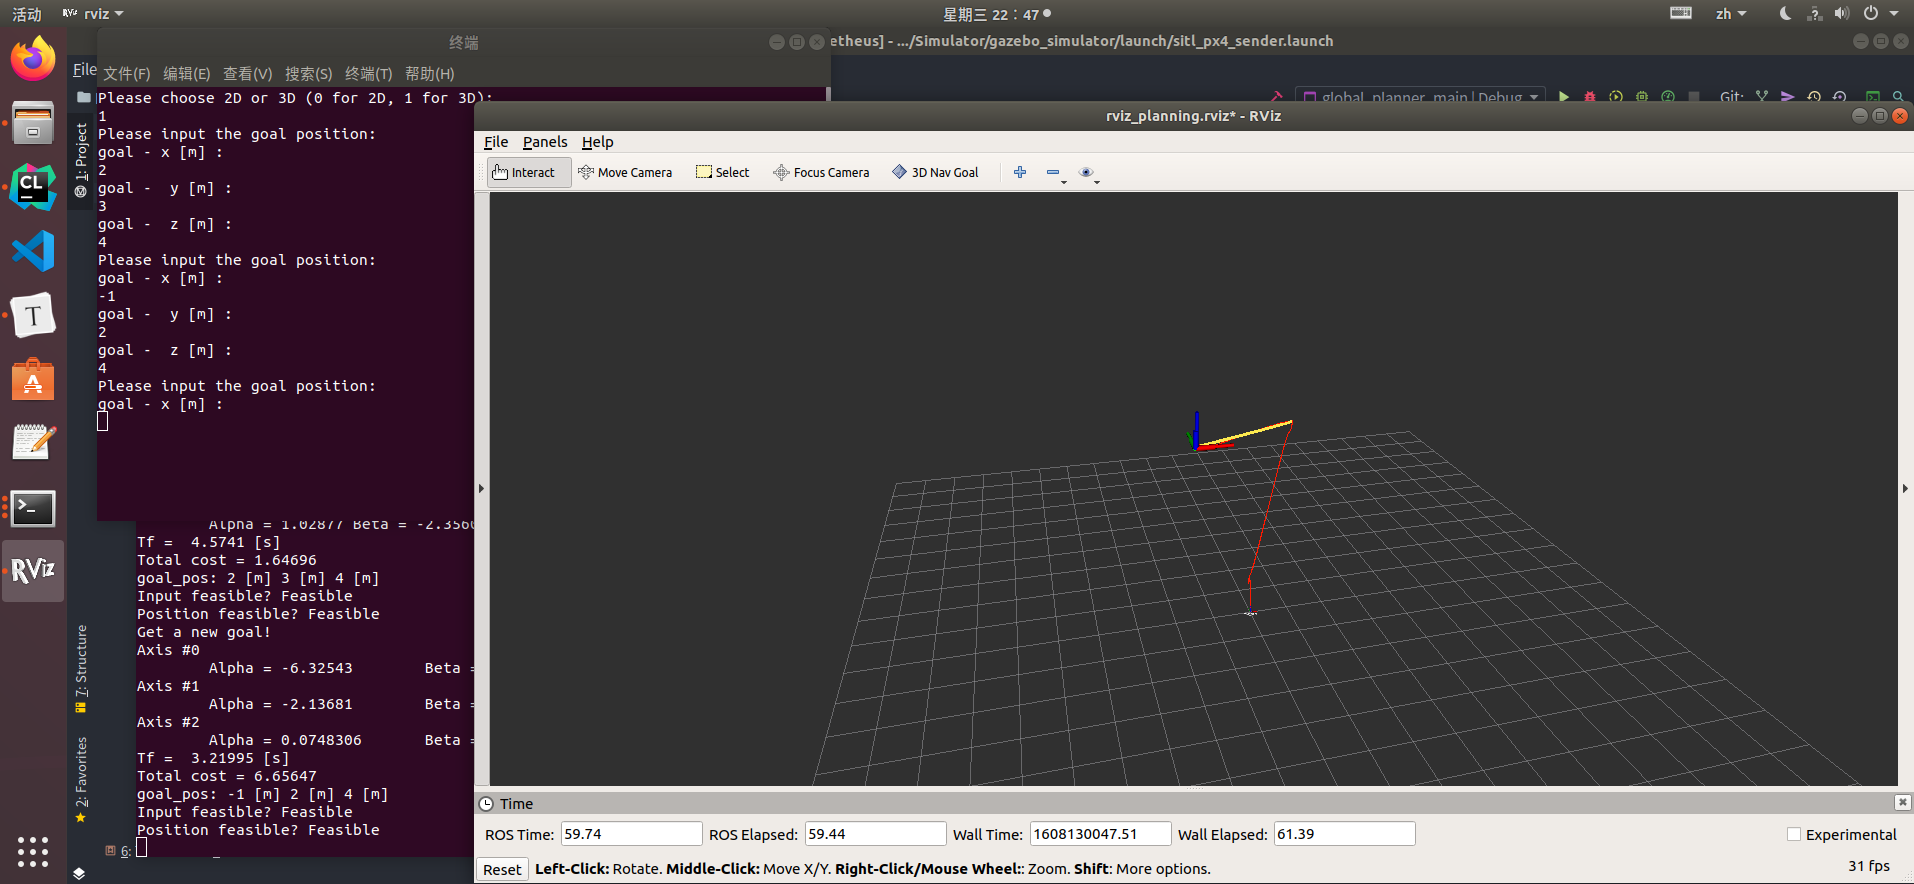 活动
rviz
星期三 22：47
zh
终端
etheus] - .../Simulator/gazebo_simulator/launch/sitl_px4_sender.launch
File
文件(F) 编辑(E) 查看(V) 搜索(S) 终端(T) 帮助(H)
global_planner_main | Debug
Git:
1: Project
7: Structure
2: Favorites
6:
Please choose 2D or 3D (0 for 2D, 1 for 3D):
1
Please input the goal position:
goal - x [m] :
2
goal -  y [m] :
3
goal -  z [m] :
4
Please input the goal position:
goal - x [m] :
-1
goal -  y [m] :
2
goal -  z [m] :
4
Please input the goal position:
goal - x [m] :
Alpha = 1.02877 Beta = -2.3560
Tf =  4.5741 [s]
Total cost = 1.64696
goal_pos: 2 [m] 3 [m] 4 [m]
Input feasible? Feasible
Position feasible? Feasible
Get a new goal!
Axis #0
Alpha = -6.32543 Beta =
Axis #1
Alpha = -2.13681 Beta =
Axis #2
Alpha = 0.0748306 Beta =
Tf =  3.21995 [s]
Total cost = 6.65647
goal_pos: -1 [m] 2 [m] 4 [m]
Input feasible? Feasible
Position feasible? Feasible
rviz_planning.rviz* - RViz
File Panels Help
Interact Move Camera Select Focus Camera 3D Nav Goal
Time
ROS Time: 59.74 ROS Elapsed: 59.44 Wall Time: 1608130047.51 Wall Elapsed: 61.39 Experimental
Reset Left-Click: Rotate. Middle-Click: Move X/Y. Right-Click/Mouse Wheel:: Zoom. Shift: More options. 31 fps
CL
T
A
>_
RViz